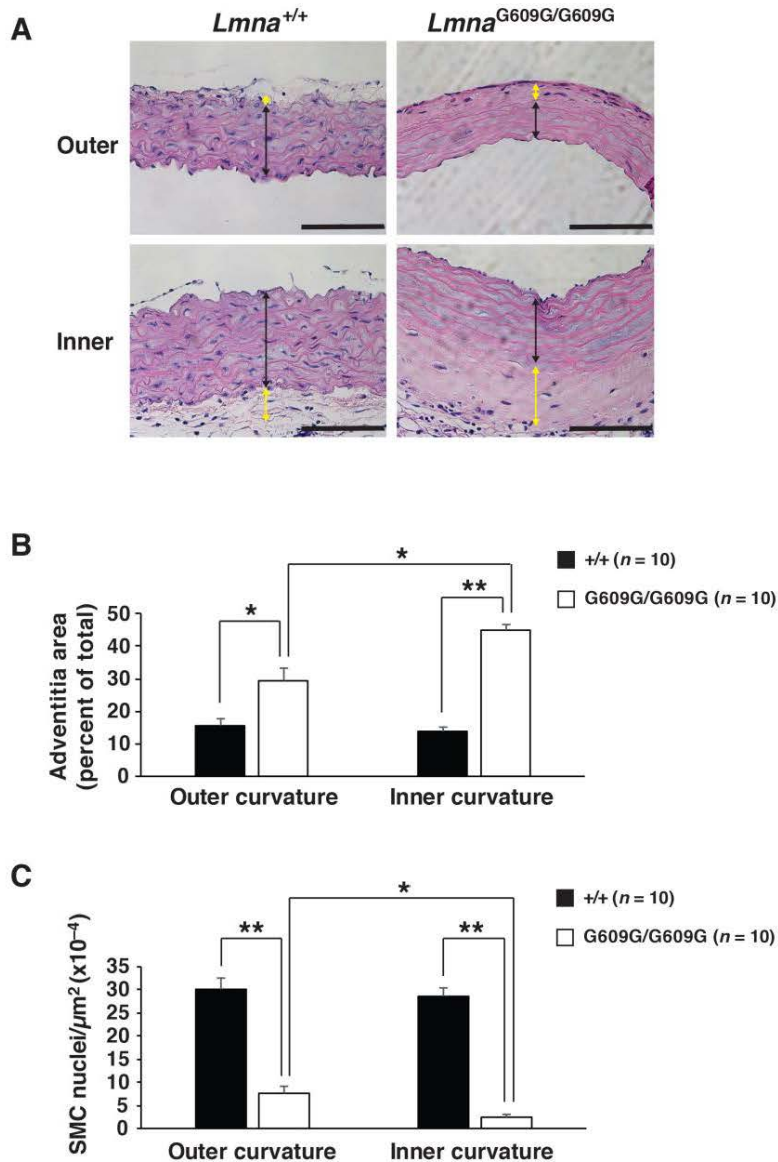 A
Lmna+/+
LmnaG609G/G609G
Outer
Inner
B
*
+/+ (n = 10)
G609G/G609G (n = 10)
*
**
Adventitia area
(percent of total)
50
40
30
20
10
0
Outer curvature
Inner curvature
C
*
+/+ (n = 10)
G609G/G609G (n = 10)
**
**
SMC nuclei/μm² (x10⁻⁴)
35
30
25
20
15
10
5
0
Outer curvature
Inner curvature